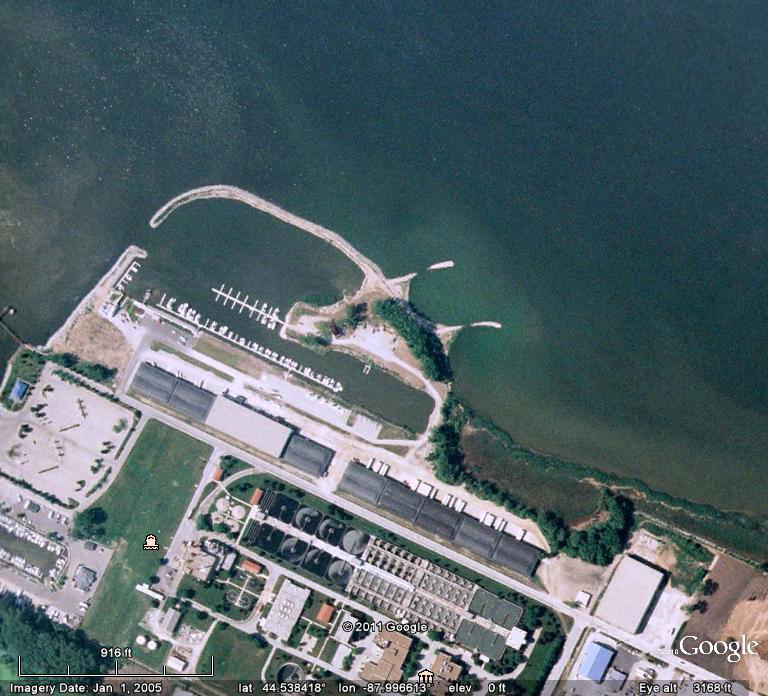 © 2011 Google
Google
916 ft
Imagery Date: Jan 1, 2005 lat 44.538418° lon -87.996613° elev 0 ft Eye alt 3168 ft